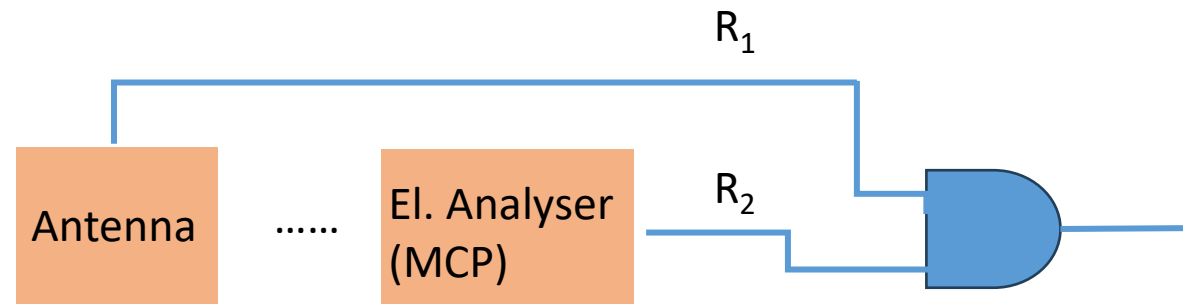 R₁
Antenna
......
El. Analyser
(MCP)
R₂